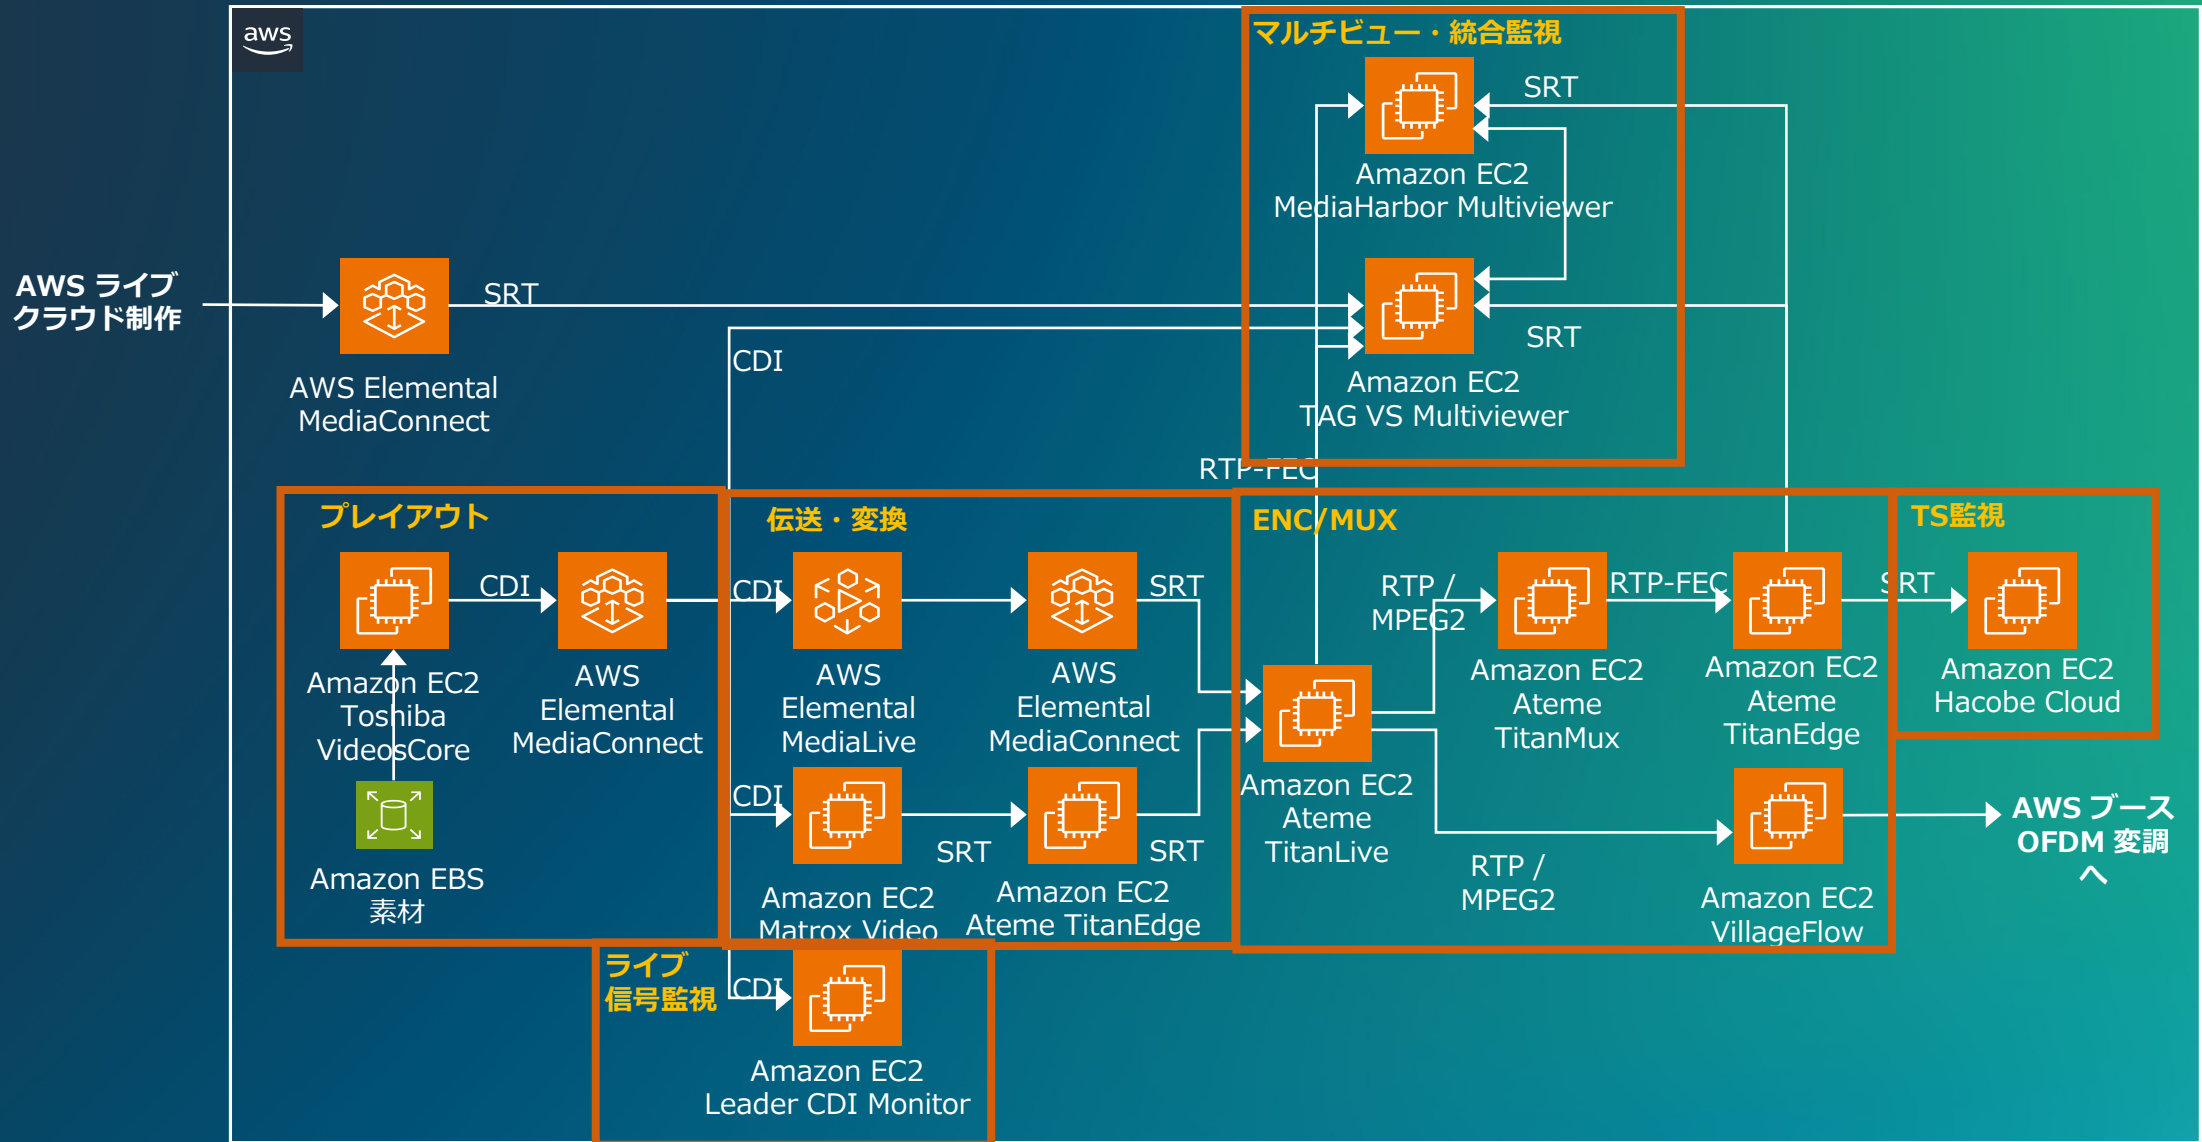 aws
マルチビュー・統合監視
SRT
Amazon EC2
MediaHarbor Multiviewer
AWS ライブ
クラウド制作
SRT
AWS Elemental
MediaConnect
CDI
SRT
Amazon EC2
TAG VS Multiviewer
RTP-FEC
プレイアウト
CDI
Amazon EC2
Toshiba
VideosCore
AWS
Elemental
MediaConnect
Amazon EBS
素材
伝送・変換
CDI
AWS
Elemental
MediaLive
SRT
AWS
Elemental
MediaConnect
CDI
SRT
SRT
Amazon EC2
Matrox Video
Amazon EC2
Ateme TitanEdge
ENC/MUX
RTP /
MPEG2
RTP-FEC
Amazon EC2
Ateme
TitanLive
Amazon EC2
Ateme
TitanMux
Amazon EC2
Ateme
TitanEdge
RTP /
MPEG2
Amazon EC2
VillageFlow
TS監視
SRT
Amazon EC2
Hacobe Cloud
AWS ブース
OFDM 変調
へ
ライブ
信号監視
CDI
Amazon EC2
Leader CDI Monitor